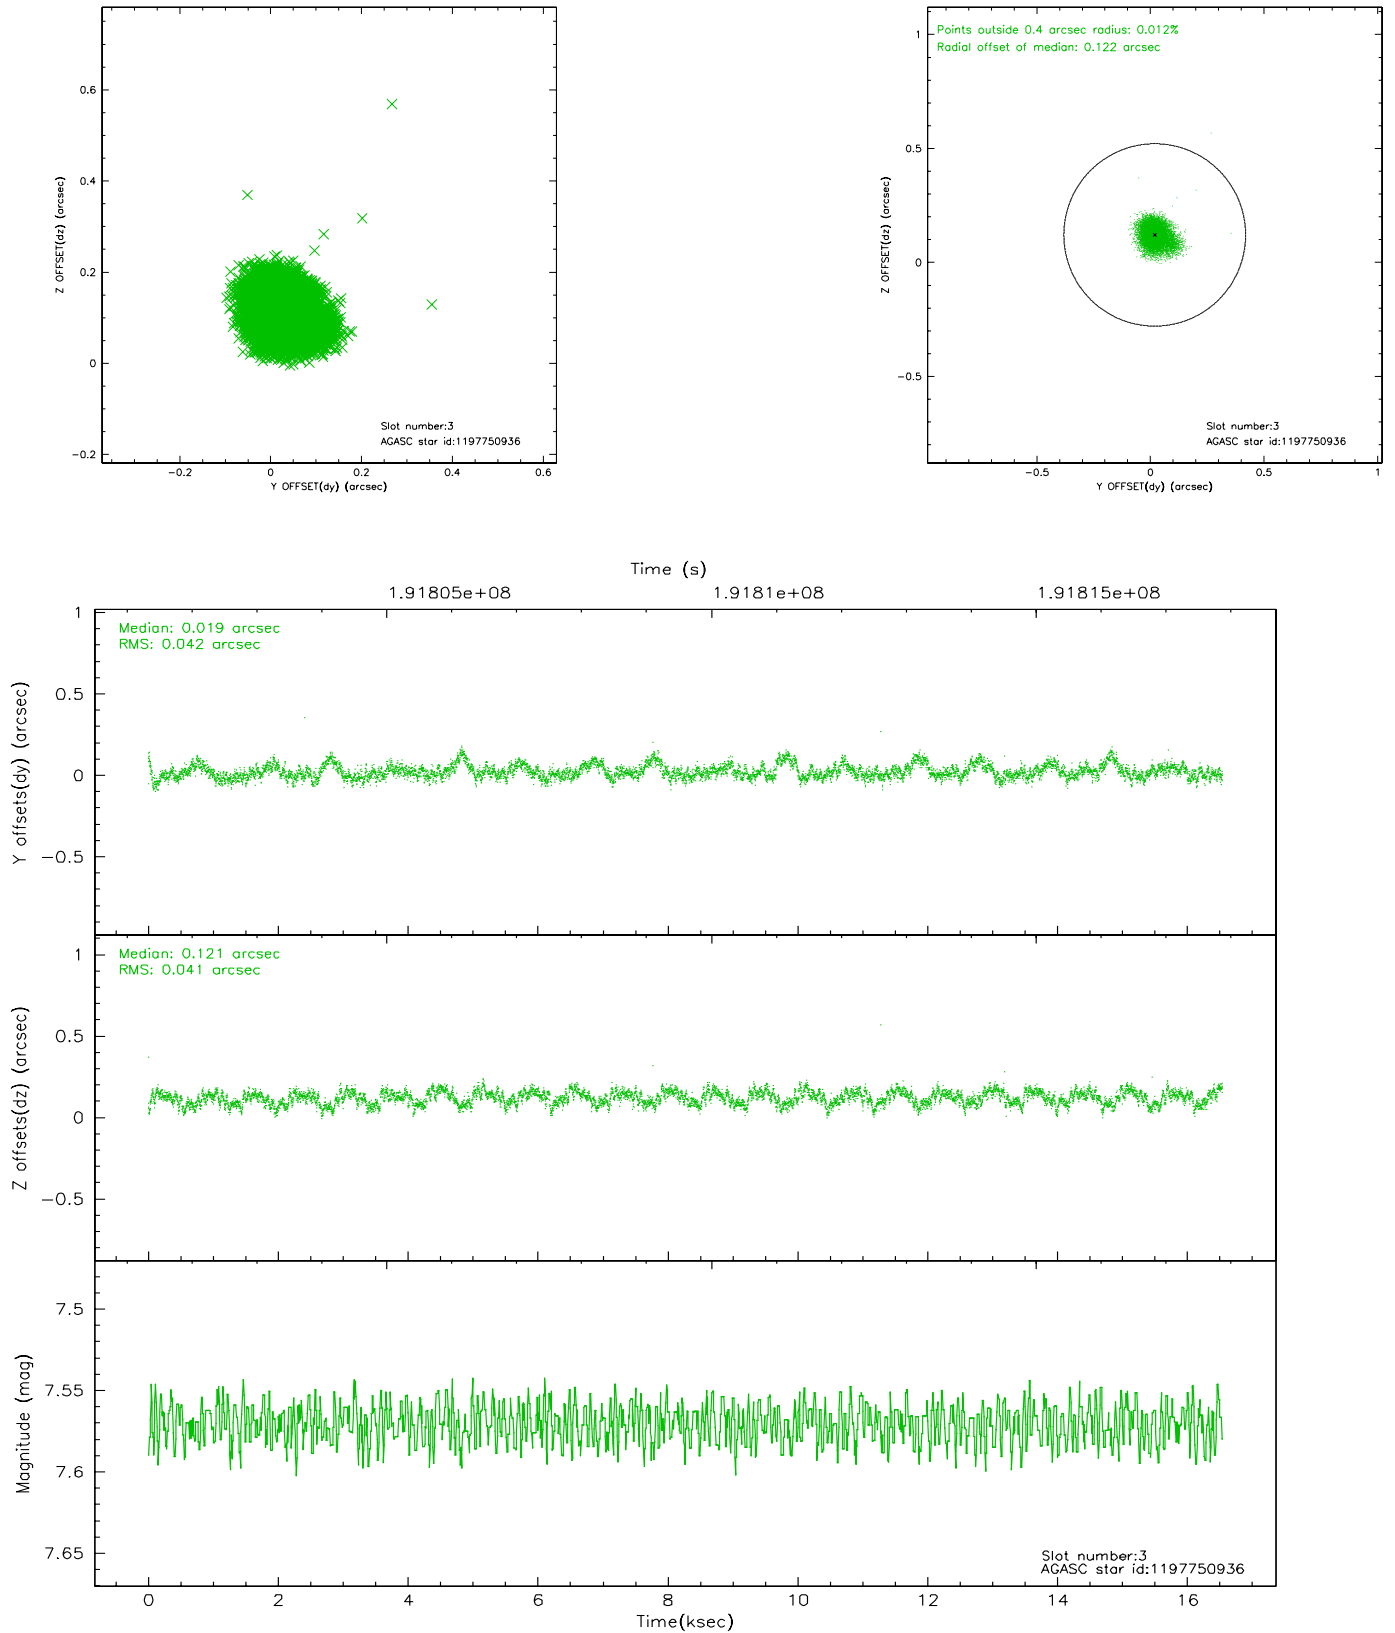 0.6
0.4
0.2
0
−0.2
Z OFFSET(dz) (arcsec)
Slot number:3
AGASC star id:1197750936
−0.2 0 0.2 0.4 0.6
Y OFFSET(dy) (arcsec)
Points outside 0.4 arcsec radius: 0.012%
Radial offset of median: 0.122 arcsec
1
0.5
0
−0.5
Z OFFSET(dz) (arcsec)
Slot number:3
AGASC star id:1197750936
−0.5 0 0.5 1
Y OFFSET(dy) (arcsec)
Time (s)
1.91805e+08 1.9181e+08 1.91815e+08
Median: 0.019 arcsec
RMS: 0.042 arcsec
1
0.5
0
−0.5
Y offsets(dy) (arcsec)
Median: 0.121 arcsec
RMS: 0.041 arcsec
1
0.5
0
−0.5
Z offsets(dz) (arcsec)
7.5
7.55
7.6
7.65
Magnitude (mag)
Slot number:3
AGASC star id:1197750936
0 2 4 6 8 10 12 14 16
Time(ksec)